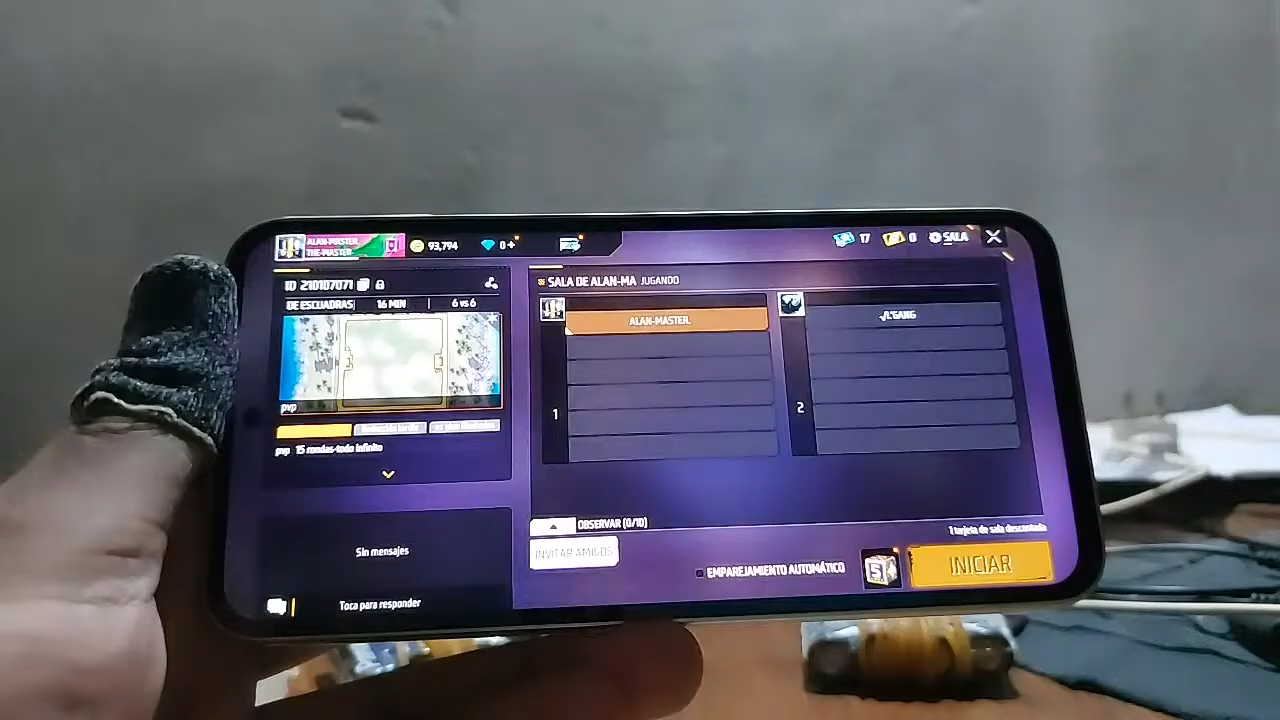 ALAN-MASTER.
THE-MASTER
93,794
0+
17
0
SALA
ID 210107071
DE ESCUADRAS
16 MIN
6 vs 6
pvp
pvp 15 rondas-todo infinito
Sin mensajes
Toca para responder
SALA DE ALAN-MA JUGANDO
ALAN-MASTER.
1
2
OBSERVAR (0/10)
INVITAR AMIGOS
EMPAREJAMIENTO AUTOMÁTICO
1 tarjeta de sala descontada
5
INICIAR